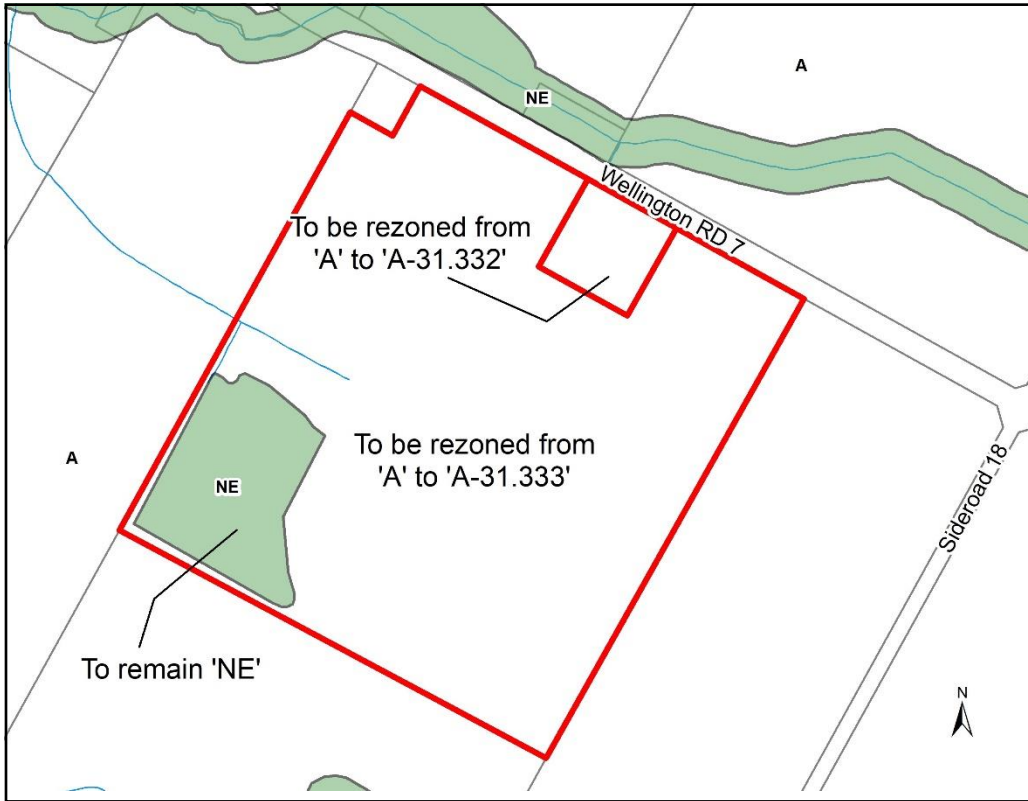 A
NE
Wellington RD 7
To be rezoned from
'A' to 'A-31.332'
To be rezoned from
'A' to 'A-31.333'
A
NE
Sideroad 18
To remain 'NE'
N